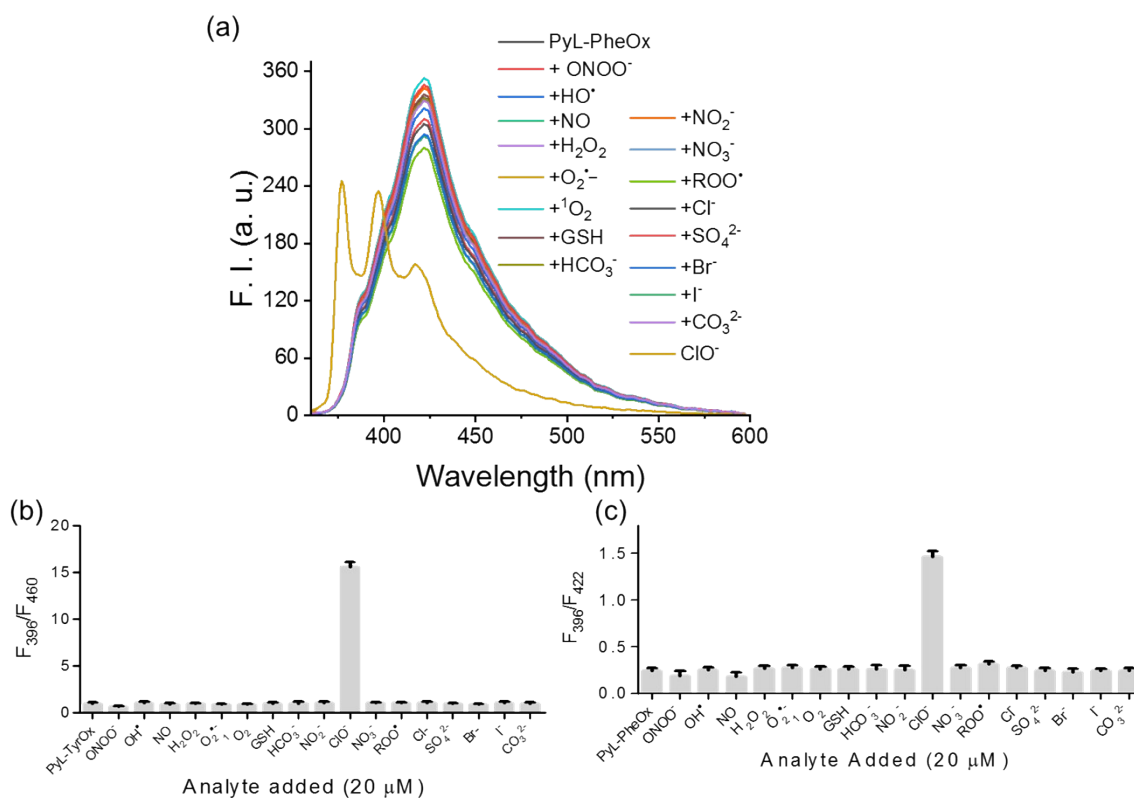 (a)
PyL-PheOx
+ ONOO⁻
+HO•
+NO
+H₂O₂
+O₂•–
+¹O₂
+GSH
+HCO₃⁻
+NO₂⁻
+NO₃⁻
+ROO•
+Cl⁻
+SO₄²⁻
+Br⁻
+I⁻
+CO₃²⁻
ClO⁻
F. I. (a. u.)
360
300
240
180
120
60
0
400 450 500 550 600
Wavelength (nm)
(b)
F₃₉₆/F₄₆₀
20
15
10
5
0
PyL-TyrOx
ONOO⁻
OH•
NO
H₂O₂
O₂•⁻
¹O₂
GSH
HCO₃⁻
NO₂⁻
ClO⁻
NO₃⁻
ROO•
Cl-
SO₄²⁻
Br-
I⁻
CO₃²⁻
Analyte added (20 μM)
(c)
F₃₉₆/F₄₂₂
1.5
1.0
0.5
0.0
PyL-PheOx
ONOO⁻
OH•
NO
H₂O₂
O₂•⁻
¹O₂
GSH
HCO₃⁻
NO₂⁻
ClO⁻
NO₃⁻
ROO•
Cl⁻
SO₄²⁻
Br⁻
I⁻
CO₃²⁻
Analyte Added (20 μM)